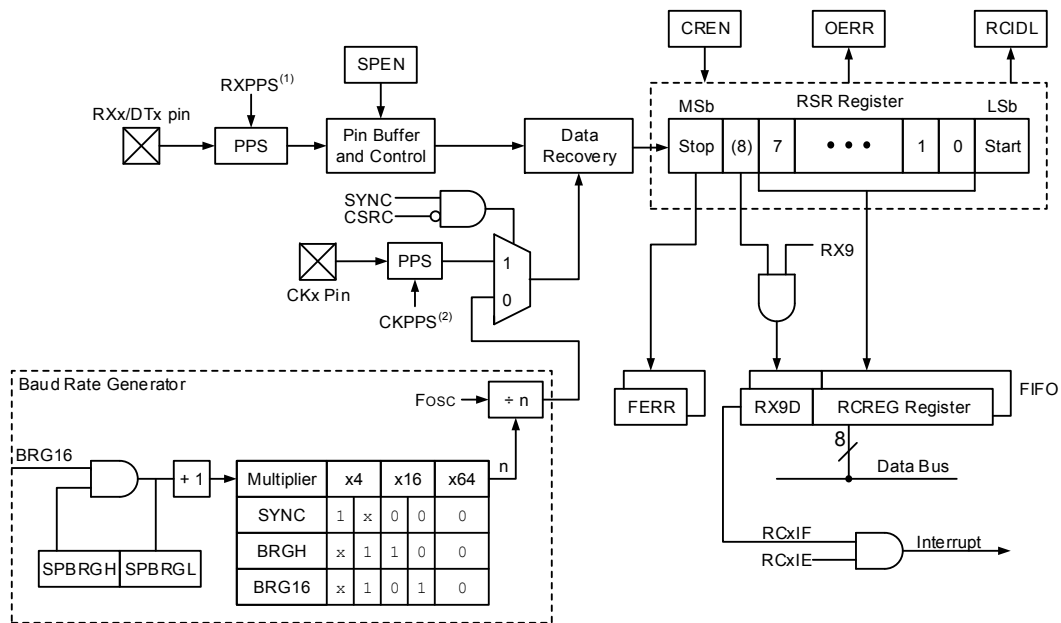 CREN
OERR
RCIDL
SPEN
RXPPS(1)
RXx/DTx pin
MSb
RSR Register
LSb
PPS
Pin Buffer
and Control
Data
Recovery
Stop
(8)
7
• • •
1
0
Start
SYNC
CSRC
PPS
1
0
RX9
CKx Pin
CKPPS(2)
Baud Rate Generator
FOSC
÷ n
FERR
RX9D
RCREG Register
FIFO
8
Data Bus
BRG16
+ 1
n
Multiplier x4 x16 x64
SYNC 1 x 0 0 0
BRGH x 1 1 0 0
BRG16 x 1 0 1 0
SPBRGH
SPBRGL
RCxIF
RCxIE
Interrupt